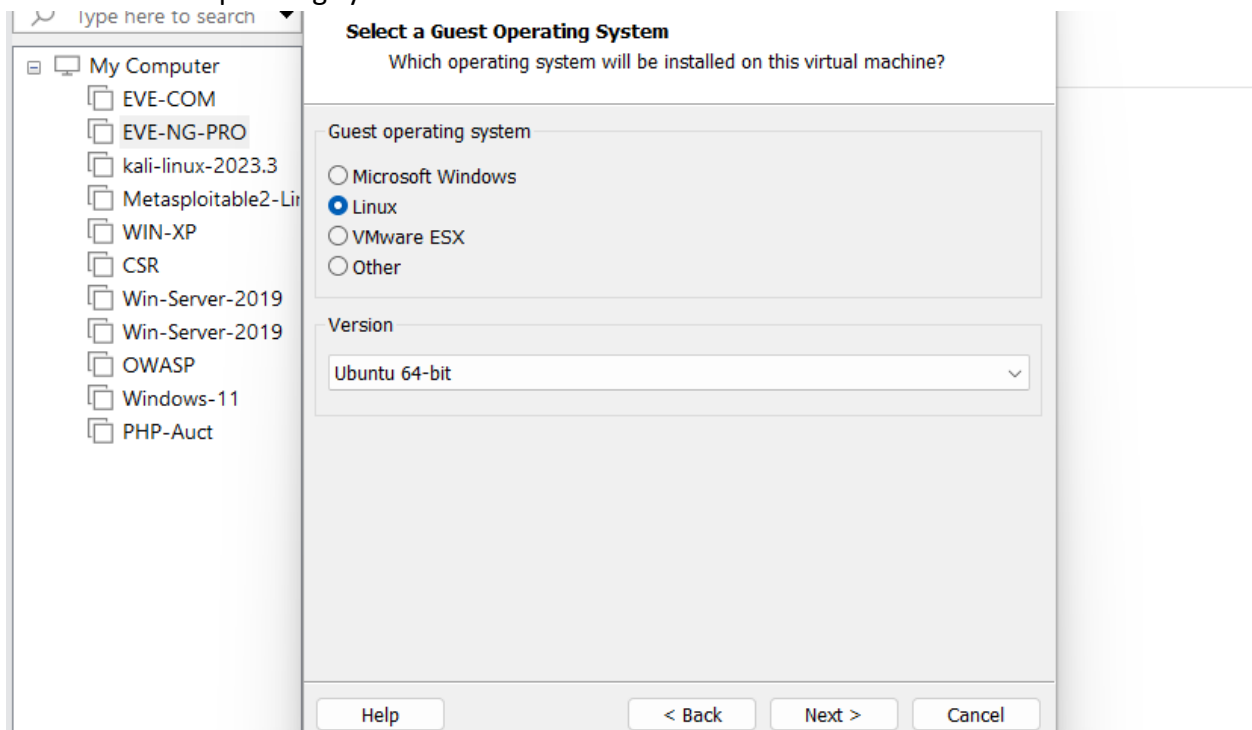 Type here to search
My Computer
EVE-COM
EVE-NG-PRO
kali-linux-2023.3
Metasploitable2-Li
WIN-XP
CSR
Win-Server-2019
Win-Server-2019
OWASP
Windows-11
PHP-Auct
Select a Guest Operating System
Which operating system will be installed on this virtual machine?
Guest operating system
Microsoft Windows
Linux
VMware ESX
Other
Version
Ubuntu 64-bit
Help
< Back
Next >
Cancel